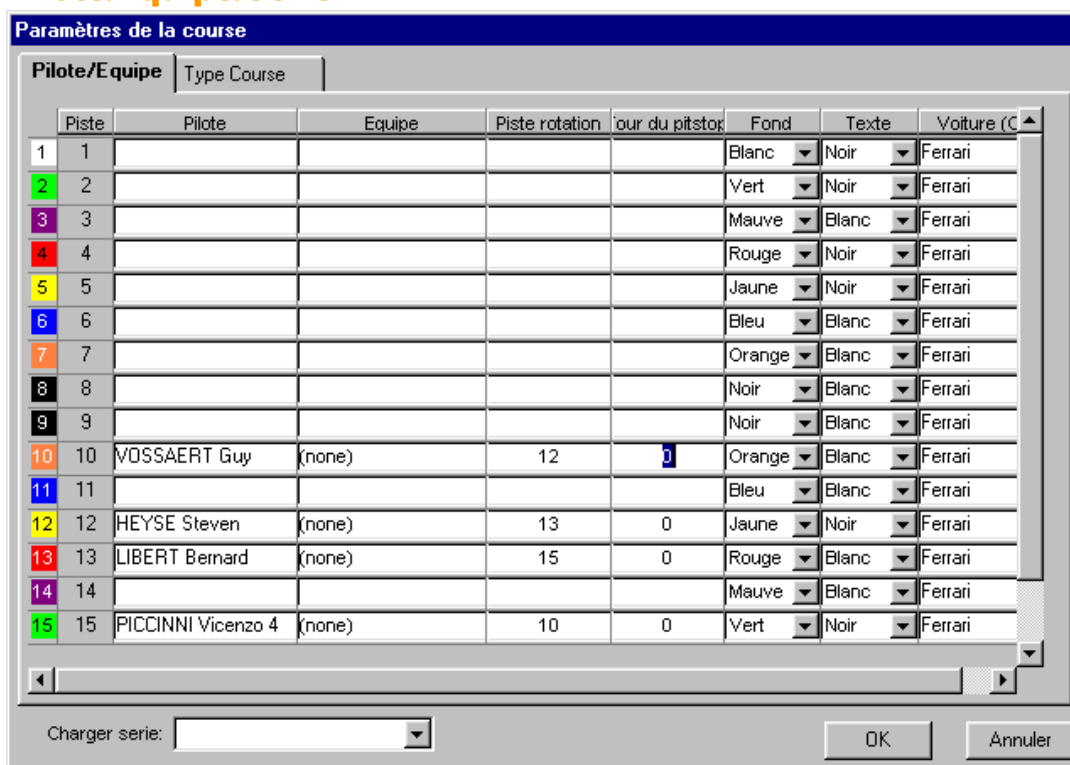 Paramètres de la course
Pilote/Equipe Type Course
Piste Pilote Equipe Piste rotation our du pitstop Fond Texte Voiture (C
1 1 Blanc Noir Ferrari
2 2 Vert Noir Ferrari
3 3 Mauve Blanc Ferrari
4 4 Rouge Noir Ferrari
5 5 Jaune Noir Ferrari
6 6 Bleu Blanc Ferrari
7 7 Orange Blanc Ferrari
8 8 Noir Blanc Ferrari
9 9 Noir Blanc Ferrari
10 10 VOSSAERT Guy (none) 12 0 Orange Blanc Ferrari
11 11 Bleu Blanc Ferrari
12 12 HEYSE Steven (none) 13 0 Jaune Noir Ferrari
13 13 LIBERT Bernard (none) 15 0 Rouge Blanc Ferrari
14 14 Mauve Blanc Ferrari
15 15 PICCINNI Vicenzo 4 (none) 10 0 Vert Noir Ferrari
Charger serie: OK Annuler